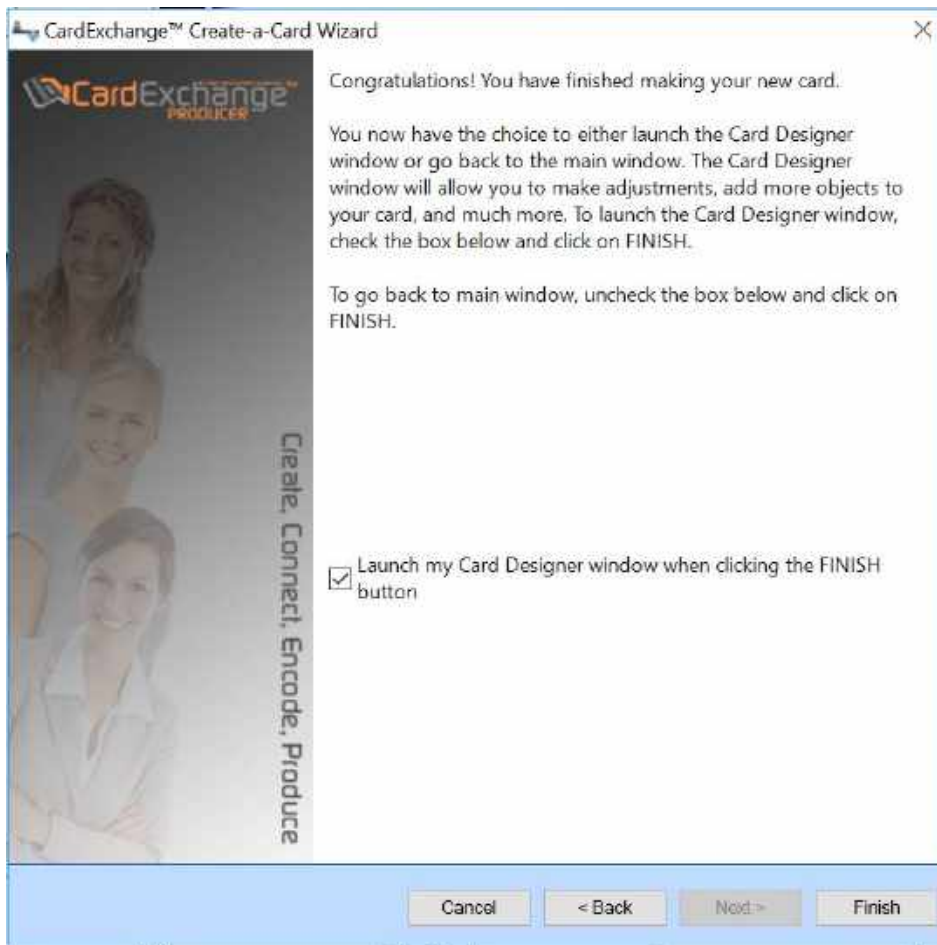 CardExchange™ Create-a-Card Wizard
CardExchange™
PRODUCER
Congratulations! You have finished making your new card.
You now have the choice to either launch the Card Designer
window or go back to the main window. The Card Designer
window will allow you to make adjustments, add more objects to
your card, and much more. To launch the Card Designer window,
check the box below and click on FINISH.
To go back to main window, uncheck the box below and click on
FINISH.
Create, Connect, Encode, Produce
Launch my Card Designer window when clicking the FINISH
button
Cancel
< Back
Next >
Finish